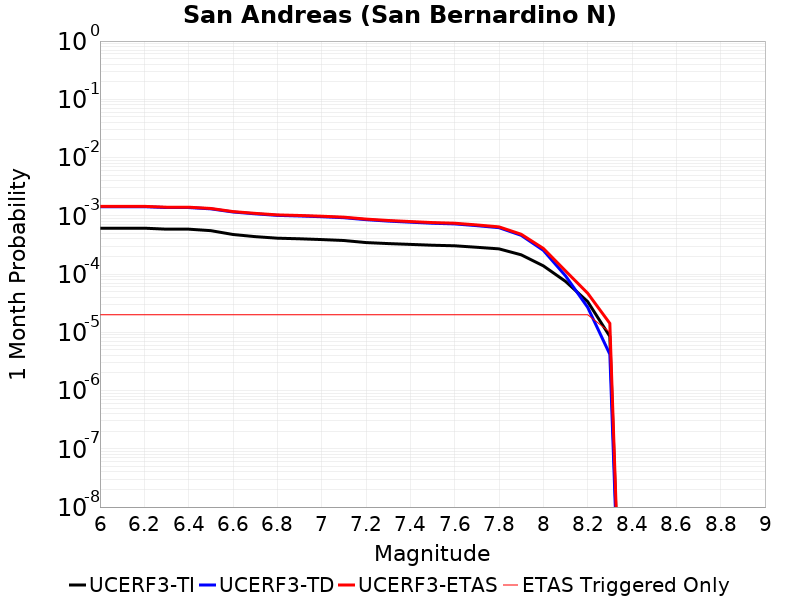 San Andreas (San Bernardino N)
10^0
10^-1
10^-2
10^-3
10^-4
10^-5
10^-6
10^-7
10^-8
1 Month Probability
6 6.2 6.4 6.6 6.8 7 7.2 7.4 7.6 7.8 8 8.2 8.4 8.6 8.8 9
Magnitude
UCERF3-TI UCERF3-TD UCERF3-ETAS ETAS Triggered Only